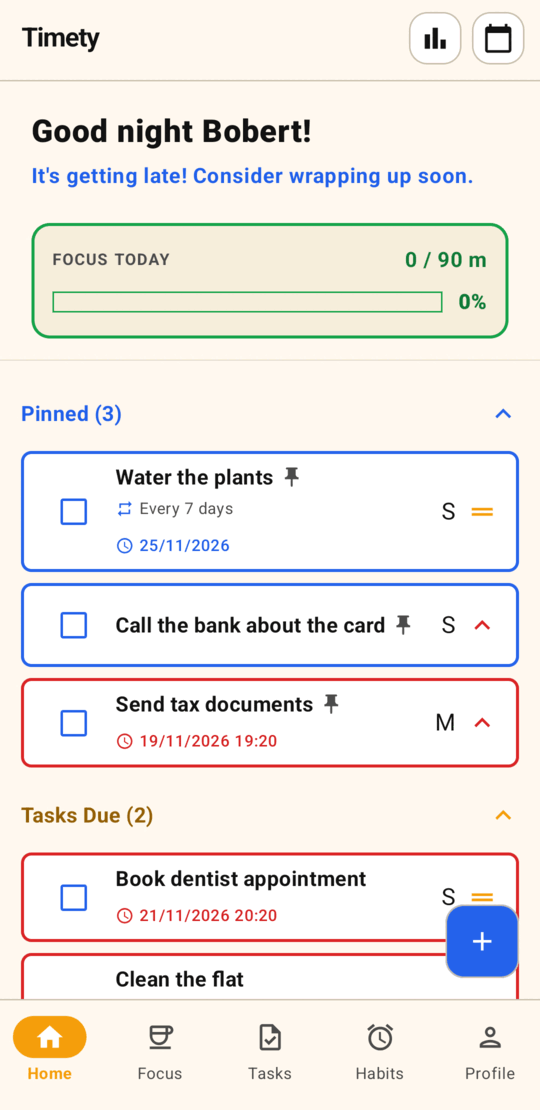 Timety
Good night Bobert!
It's getting late! Consider wrapping up soon.
FOCUS TODAY
0 / 90 m
0%
Pinned (3)
Water the plants
Every 7 days
25/11/2026
S
Call the bank about the card
S
Send tax documents
19/11/2026 19:20
M
Tasks Due (2)
Book dentist appointment
21/11/2026 20:20
S
Clean the flat
Home
Focus
Tasks
Habits
Profile